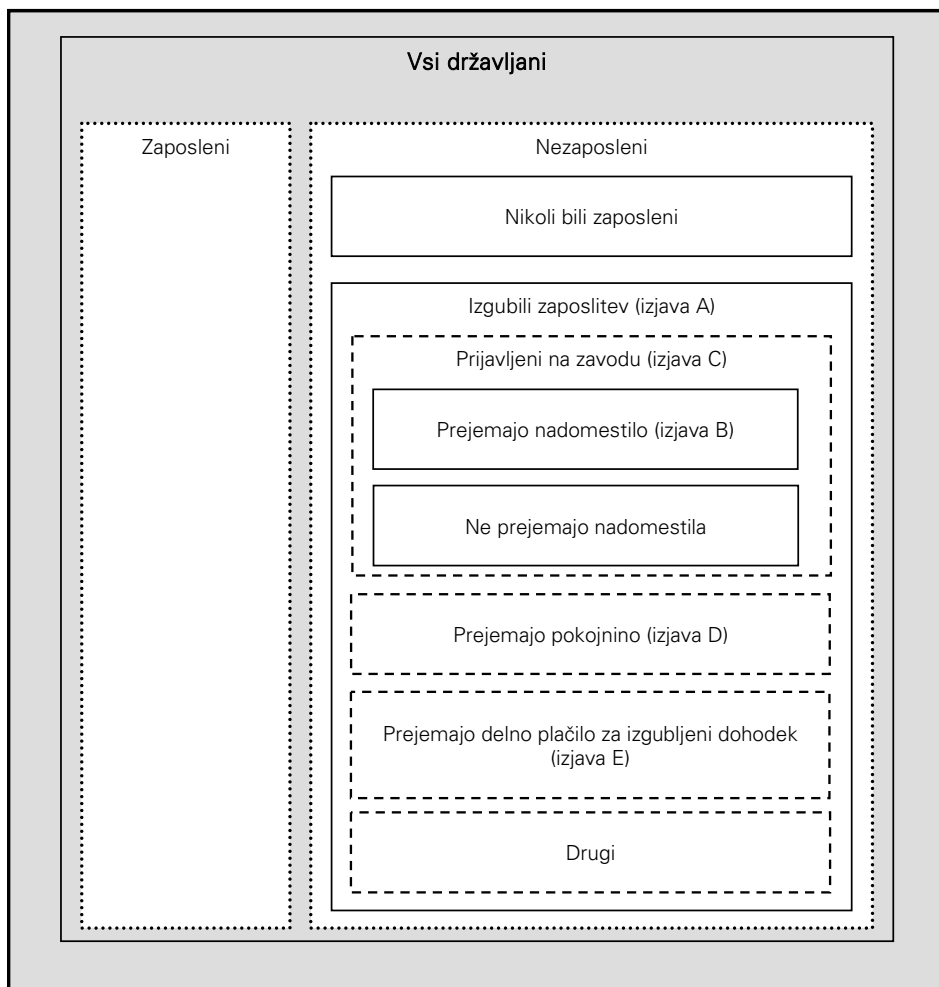 Vsi državljani
Zaposleni
Nezaposleni
Nikoli bili zaposleni
Izgubili zaposlitev (izjava A)
Prijavljeni na zavodu (izjava C)
Prejemajo nadomestilo (izjava B)
Ne prejemajo nadomestila
Prejemajo pokojnino (izjava D)
Prejemajo delno plačilo za izgubljeni dohodek
(izjava E)
Drugi